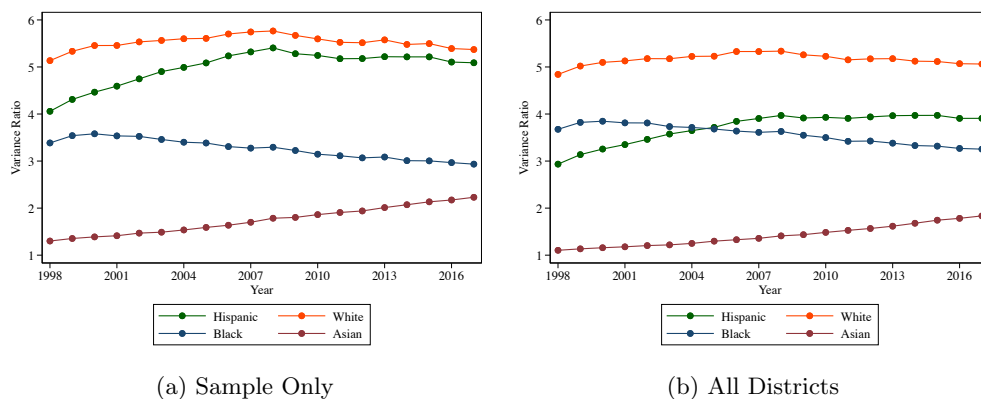 6
5
4
3
2
1
Variance Ratio
1998 2001 2004 2007 2010 2013 2016
Year
Hispanic White
Black Asian
(a) Sample Only
6
5
4
3
2
1
Variance Ratio
1998 2001 2004 2007 2010 2013 2016
Year
Hispanic White
Black Asian
(b) All Districts